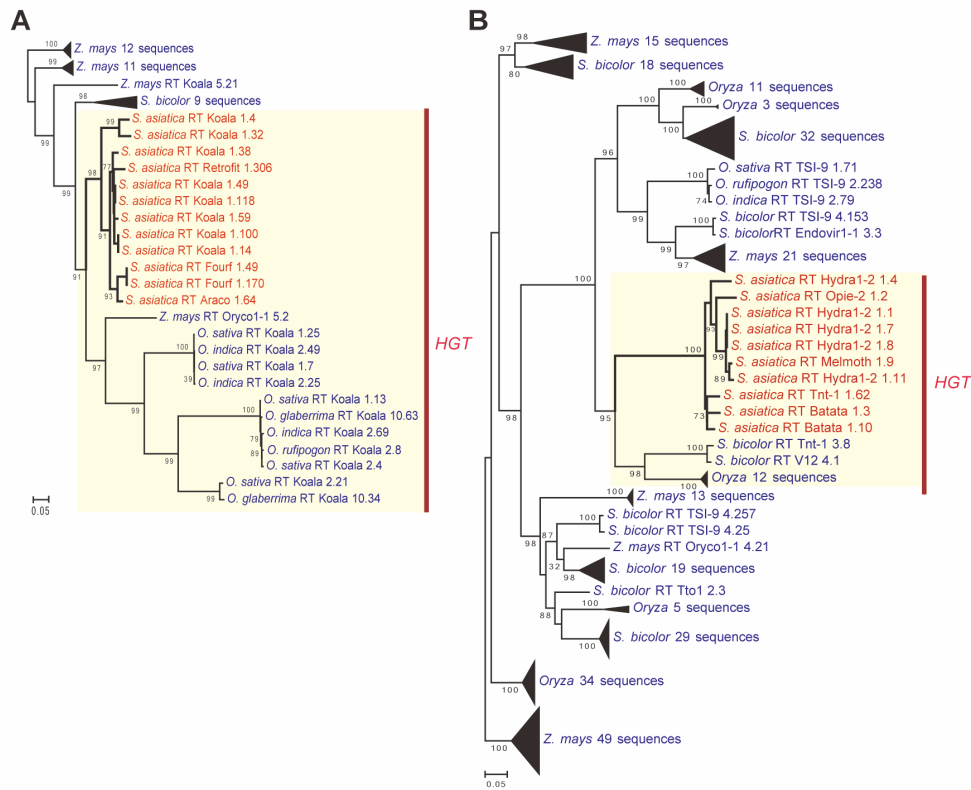 A
100
Z. mays 12 sequences
99
Z. mays 11 sequences
Z. mays RT Koala 5.21
99
98
S. bicolor 9 sequences
99
S. asiatica RT Koala 1.4
99
S. asiatica RT Koala 1.32
S. asiatica RT Koala 1.38
77
S. asiatica RT Retrofit 1.306
98
S. asiatica RT Koala 1.49
S. asiatica RT Koala 1.118
S. asiatica RT Koala 1.59
S. asiatica RT Koala 1.100
91
S. asiatica RT Koala 1.14
S. asiatica RT Fourf 1.49
91
S. asiatica RT Fourf 1.170
93
S. asiatica RT Araco 1.64
Z. mays RT Oryco1-1 5.2
O. sativa RT Koala 1.25
HGT
100
O. indica RT Koala 2.49
97
O. sativa RT Koala 1.7
39
O. indica RT Koala 2.25
O. sativa RT Koala 1.13
99
100
O. glaberrima RT Koala 10.63
79
O. indica RT Koala 2.69
89
O. rufipogon RT Koala 2.8
99
O. sativa RT Koala 2.4
O. sativa RT Koala 2.21
99
O. glaberrima RT Koala 10.34
0.05
B
98
Z. mays 15 sequences
97
80
S. bicolor 18 sequences
100
Oryza 11 sequences
100
100
Oryza 3 sequences
100
S. bicolor 32 sequences
96
O. sativa RT TSI-9 1.71
100
O. rufipogon RT TSI-9 2.238
74
O. indica RT TSI-9 2.79
99
S. bicolor RT TSI-9 4.153
100
S. bicolorRT Endovir1-1 3.3
99
97
Z. mays 21 sequences
100
S. asiatica RT Hydra1-2 1.4
S. asiatica RT Opie-2 1.2
S. asiatica RT Hydra1-2 1.1
93
S. asiatica RT Hydra1-2 1.7
100
S. asiatica RT Hydra1-2 1.8
99
S. asiatica RT Melmoth 1.9
89
S. asiatica RT Hydra1-2 1.11
HGT
S. asiatica RT Tnt-1 1.62
98
95
73
S. asiatica RT Batata 1.3
S. asiatica RT Batata 1.10
S. bicolor RT Tnt-1 3.8
100
S. bicolor RT V12 4.1
98
Oryza 12 sequences
100
100
Z. mays 13 sequences
S. bicolor RT TSI-9 4.257
100
87
S. bicolor RT TSI-9 4.25
98
Z. mays RT Oryco1-1 4.21
32
98
S. bicolor 19 sequences
S. bicolor RT Tto1 2.3
88
100
Oryza 5 sequences
100
S. bicolor 29 sequences
100
Oryza 34 sequences
100
Z. mays 49 sequences
0.05